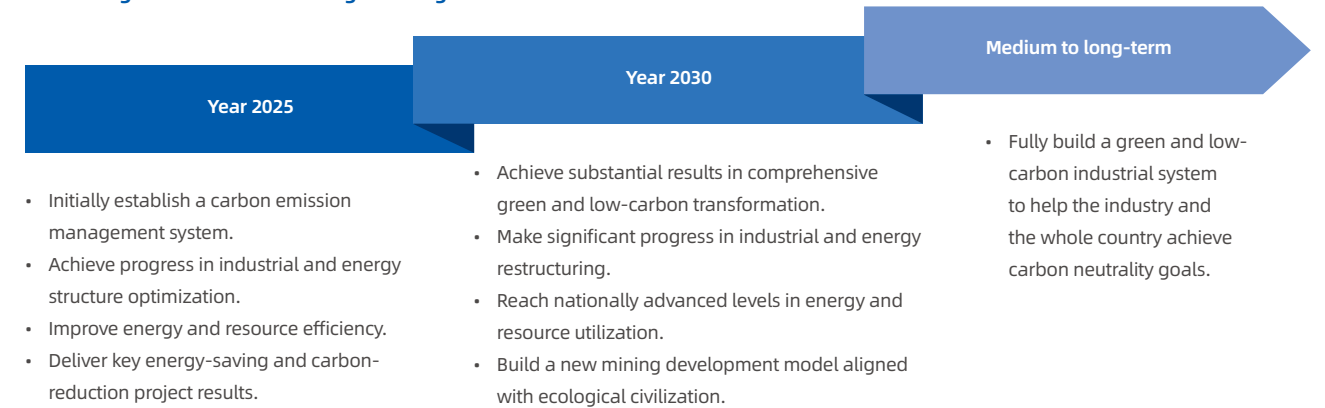 Year 2025
• Initially establish a carbon emission
management system.
• Achieve progress in industrial and energy
structure optimization.
• Improve energy and resource efficiency.
• Deliver key energy-saving and carbon-
reduction project results.
Year 2030
• Achieve substantial results in comprehensive
green and low-carbon transformation.
• Make significant progress in industrial and energy
restructuring.
• Reach nationally advanced levels in energy and
resource utilization.
• Build a new mining development model aligned
with ecological civilization.
Medium to long-term
• Fully build a green and low-
carbon industrial system
to help the industry and
the whole country achieve
carbon neutrality goals.